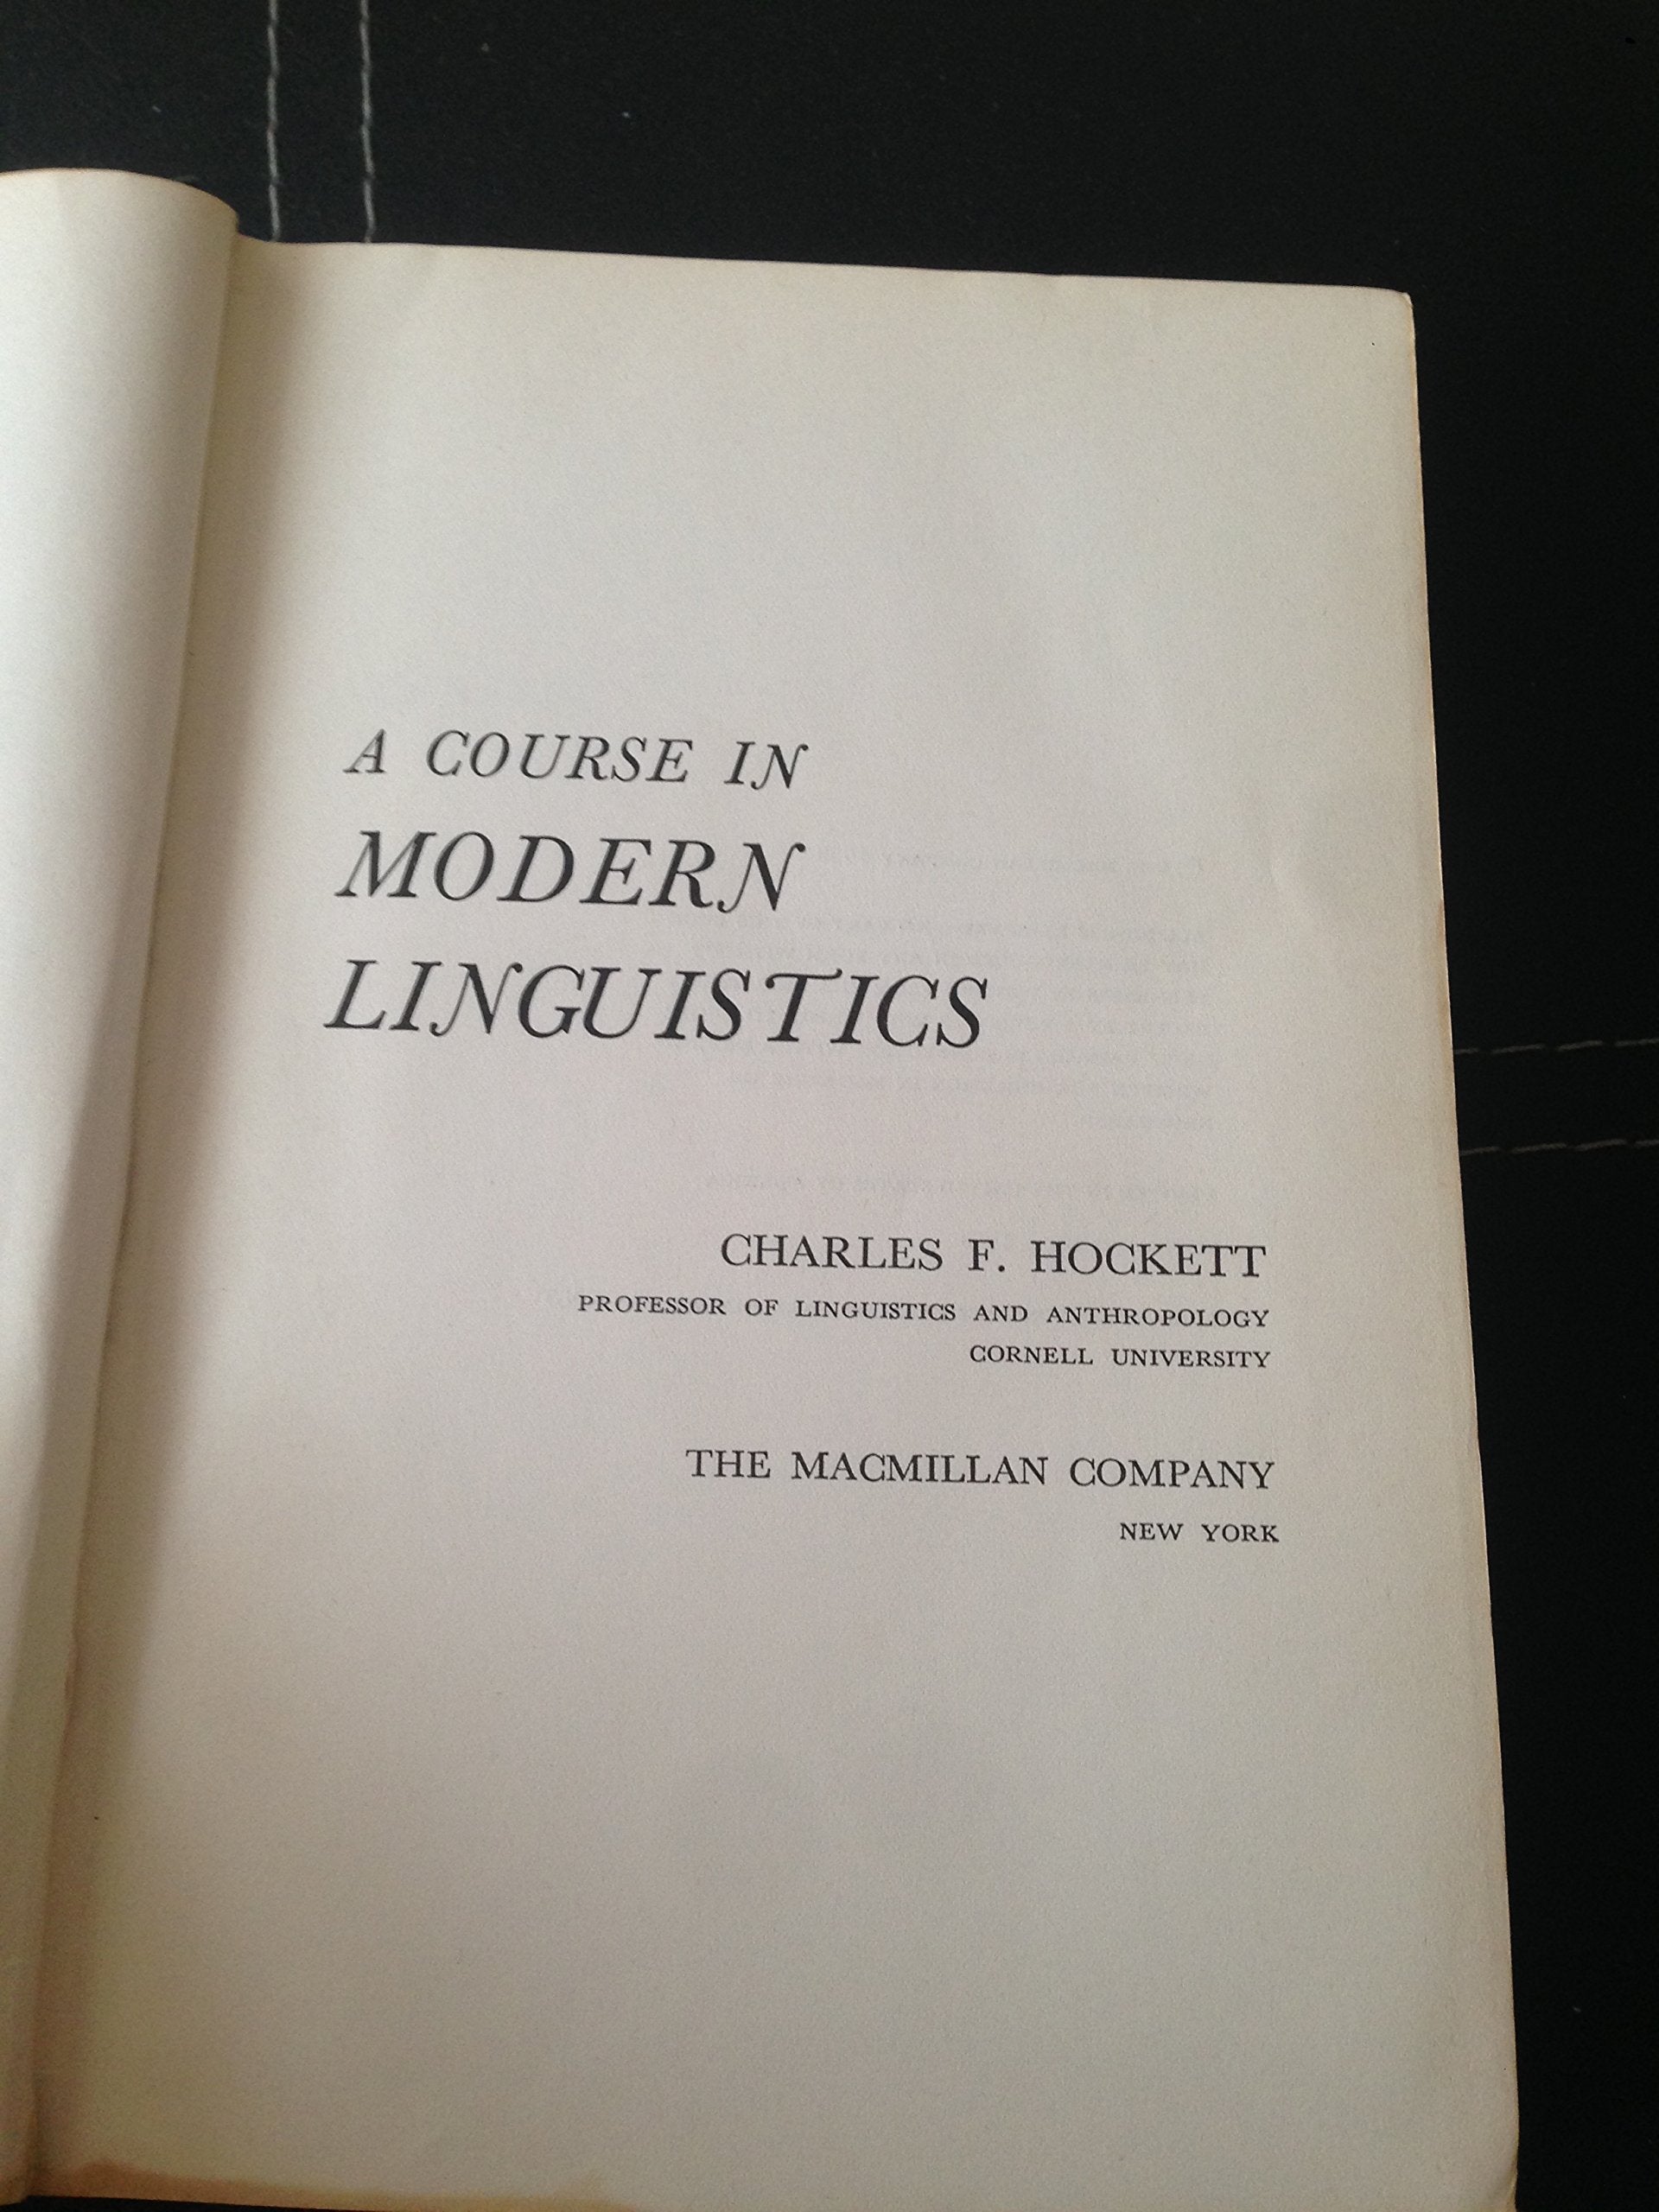 A COURSE IN
MODERN
LINGUISTICS
CHARLES F. HOCKETT
PROFESSOR OF LINGUISTICS AND ANTHROPOLOGY
CORNELL UNIVERSITY
THE MACMILLAN COMPANY
NEW YORK